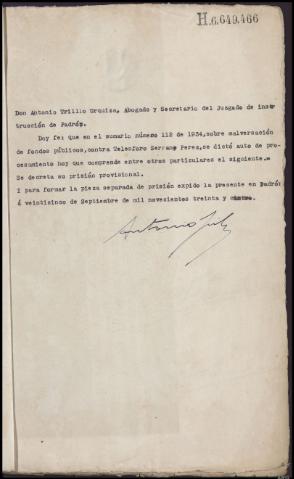 H.6.649.466
Don Antonio Trillo Urquiza, Abogado y Secretario del Juzgado de ins-
trucción de Padrón.
Doy fe: que en el sumario número 112 de 1934, sobre malversación
de fondos públicos, contra Telesforo Serrano Perez, se dictó auto de pro-
cesamiento hoy que comprende entre otros particulares el siguiente.=
Se decreta su prisión provisional.
I para formar la pieza separada de prisión expido la presente en Padrón
á veinticinco de Septiembre de mil novecientos treinta y cuatro.
Antonio